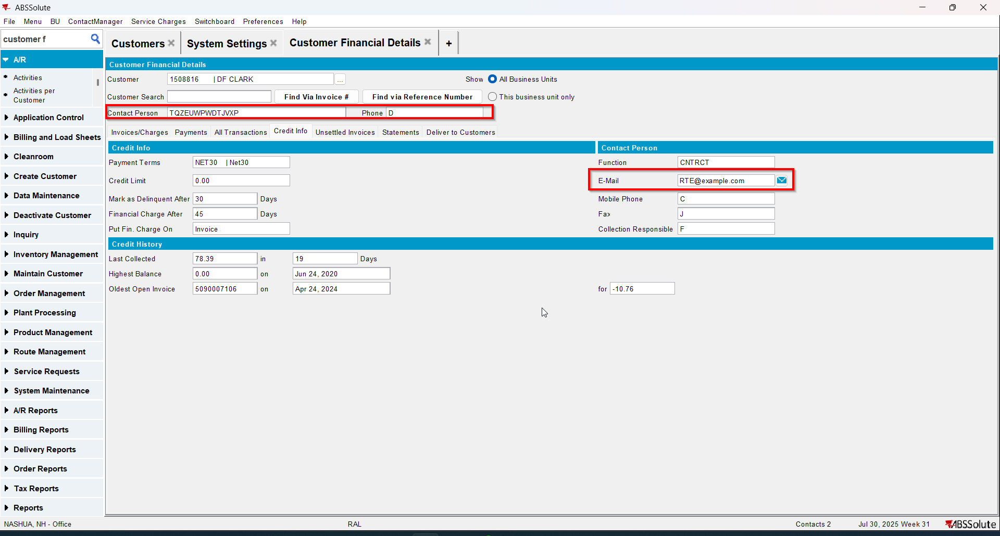 ABSSolute
File Menu BU ContactManager Service Charges Switchboard Preferences Help
customer f
Customers System Settings Customer Financial Details +
A/R
Activities
Activities per
Customer
Application Control
Billing and Load Sheets
Cleanroom
Create Customer
Data Maintenance
Deactivate Customer
Inquiry
Inventory Management
Maintain Customer
Order Management
Plant Processing
Product Management
Route Management
Service Requests
System Maintenance
A/R Reports
Billing Reports
Delivery Reports
Order Reports
Tax Reports
Reports
Customer Financial Details
Customer 1508816 | DF CLARK ... Show All Business Units
Customer Search Find Via Invoice # Find via Reference Number This business unit only
Contact Person TQZEUWPWDTJVXP Phone D
Invoices/Charges Payments All Transactions Credit Info Unsettled Invoices Statements Deliver to Customers
Credit Info
Payment Terms NET30 | Net30
Credit Limit 0.00
Mark as Delinquent After 30 Days
Financial Charge After 45 Days
Put Fin. Charge On Invoice
Contact Person
Function CNTRCT
E-Mail RTE@example.com
Mobile Phone C
Fax J
Collection Responsible F
Credit History
Last Collected 78.39 in 19 Days
Highest Balance 0.00 on Jun 24, 2020
Oldest Open Invoice 5090007106 on Apr 24, 2024 for -10.76
NASHUA, NH - Office RAL Contacts 2 Jul 30, 2025 Week 31 ABSSolute